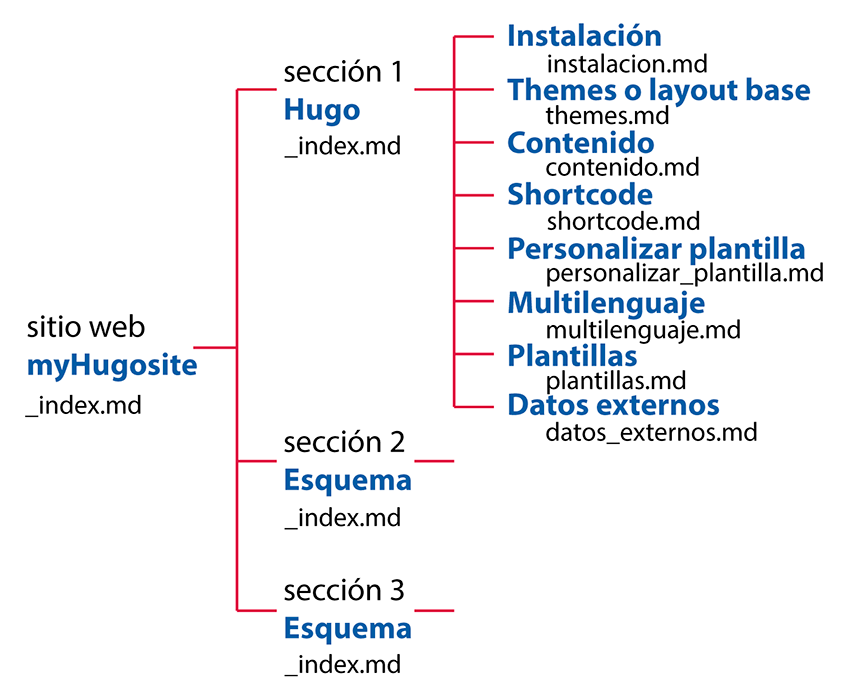 sitio web
myHugosite
_index.md
sección 1
Hugo
_index.md
Instalación
instalacion.md
Themes o layout base
themes.md
Contenido
contenido.md
Shortcode
shortcode.md
Personalizar plantilla
personalizar_plantilla.md
Multilenguaje
multilenguaje.md
Plantillas
plantillas.md
Datos externos
datos_externos.md
sección 2
Esquema
_index.md
sección 3
Esquema
_index.md